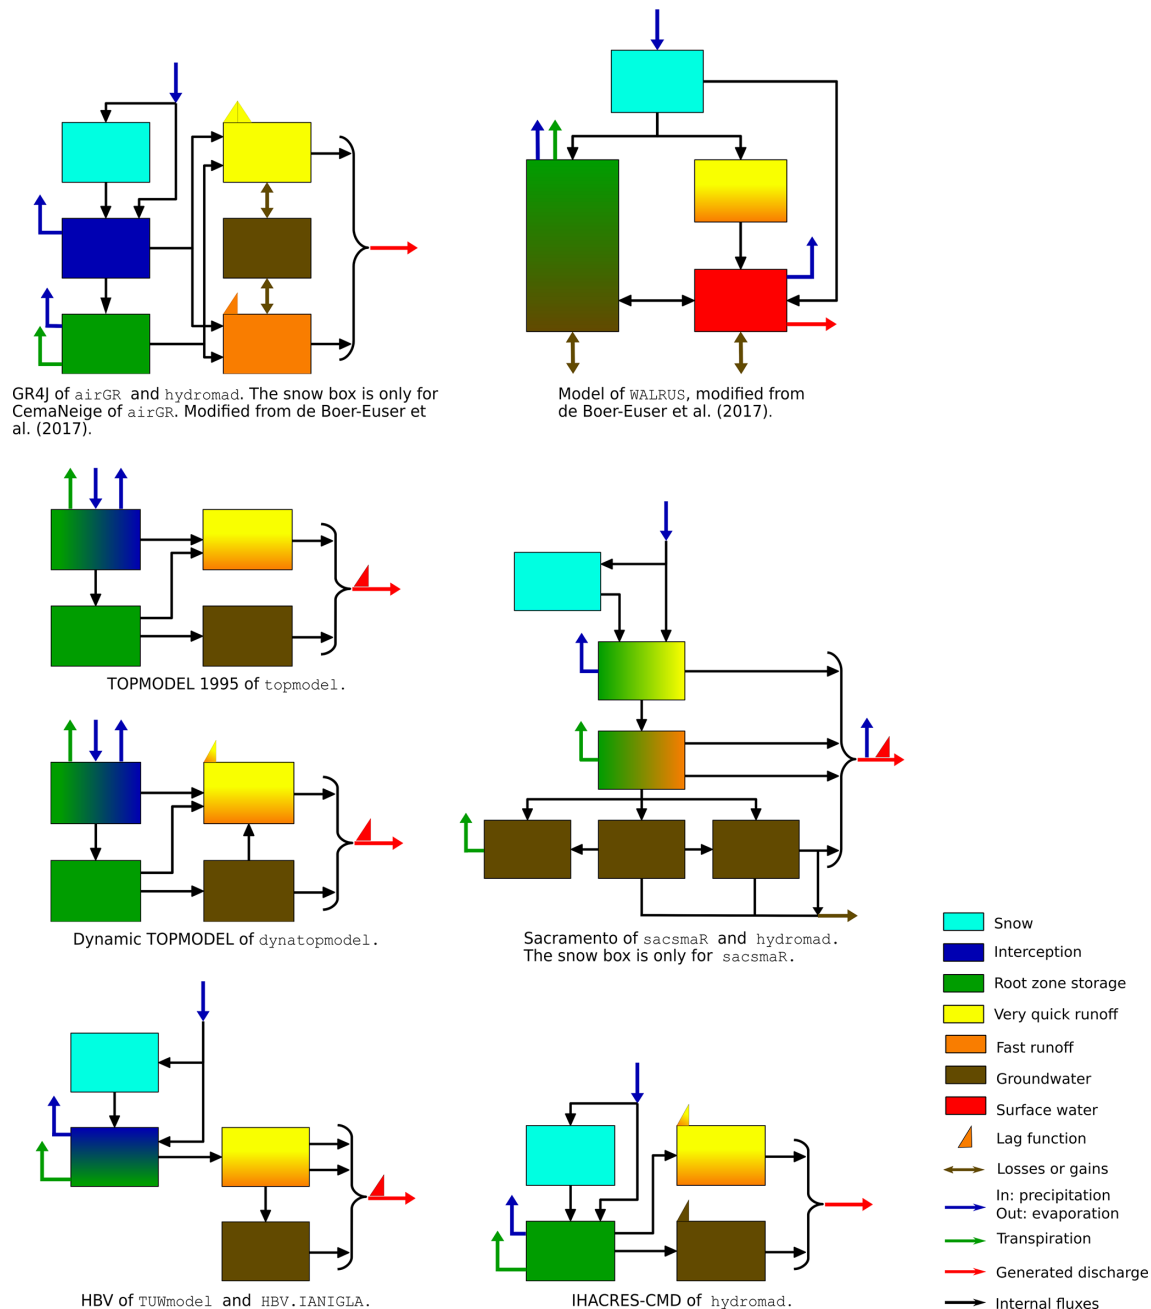 GR4J of airGR and hydromad. The snow box is only for
CemaNeige of airGR. Modified from de Boer-Euser et
al. (2017).
Model of WALRUS, modified from
de Boer-Euser et al. (2017).
TOPMODEL 1995 of topmodel.
Dynamic TOPMODEL of dynatopmodel.
Sacramento of sacsmaR and hydromad.
The snow box is only for sacsmaR.
HBV of TUWmodel and HBV.IANIGLA.
IHACRES-CMD of hydromad.
Snow
Interception
Root zone storage
Very quick runoff
Fast runoff
Groundwater
Surface water
Lag function
Losses or gains
In: precipitation
Out: evaporation
Transpiration
Generated discharge
Internal fluxes